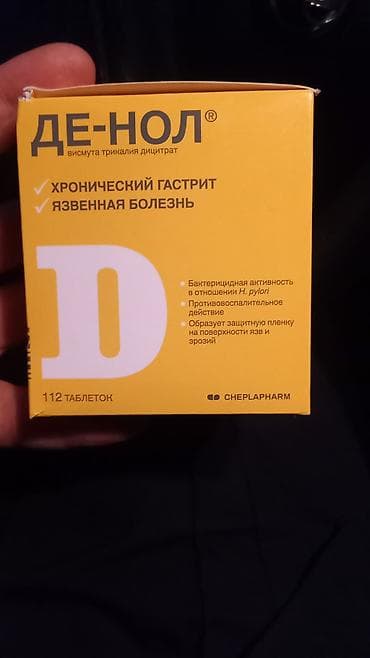 ДЕ-НОЛ®
висмута трикалия дицитрат
ХРОНИЧЕСКИЙ ГАСТРИТ
ЯЗВЕННАЯ БОЛЕЗНЬ
D
Бактерицидная активность
в отношении H. pylori
Противовоспалительное
действие
Образует защитную пленку
на поверхности язв и
эрозий
112 ТАБЛЕТОК
CHEPLAPHARM